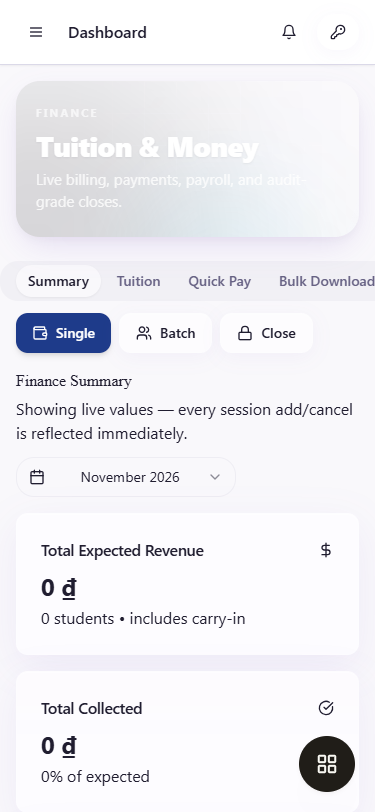 Dashboard
FINANCE
Tuition & Money
Live billing, payments, payroll, and audit-
grade closes.
Summary
Tuition
Quick Pay
Bulk Download
Single
Batch
Close
Finance Summary
Showing live values — every session add/cancel
is reflected immediately.
November 2026
Total Expected Revenue
0 ₫
0 students • includes carry-in
Total Collected
0 ₫
0% of expected